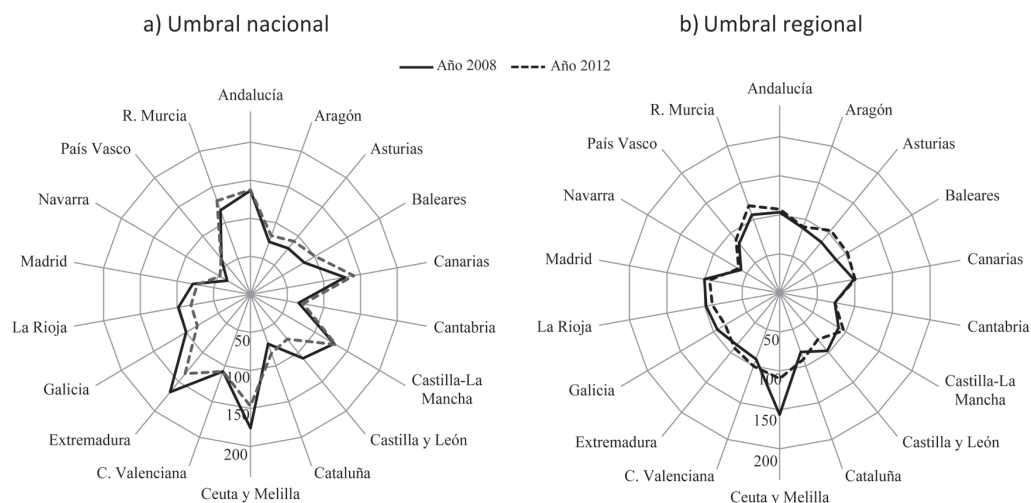 a) Umbral nacional
b) Umbral regional
Año 2008
Año 2012
Andalucía
Aragón
Asturias
Baleares
Canarias
Cantabria
Castilla-La
Mancha
Castilla y León
Cataluña
Ceuta y Melilla
C. Valenciana
Extremadura
Galicia
La Rioja
Madrid
Navarra
País Vasco
R. Murcia
50
100
150
200
Andalucía
Aragón
Asturias
Baleares
Canarias
Cantabria
Castilla-La
Mancha
Castilla y León
Cataluña
Ceuta y Melilla
C. Valenciana
Extremadura
Galicia
La Rioja
Madrid
Navarra
País Vasco
R. Murcia
50
100
150
200